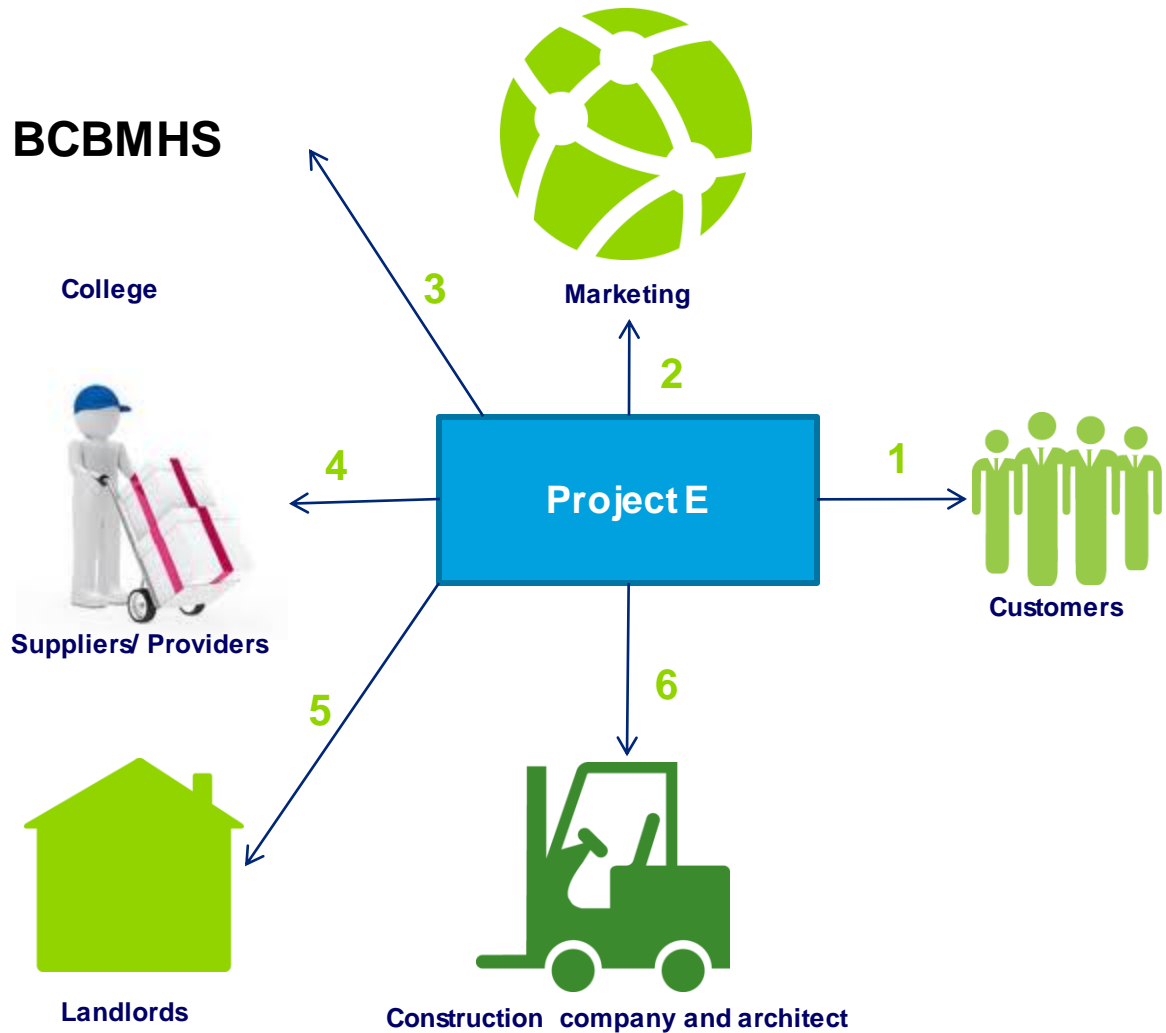 BCBMHS
College
3
Marketing
2
4
Project E
1
Customers
Suppliers/ Providers
5
6
Landlords
Construction company and architect